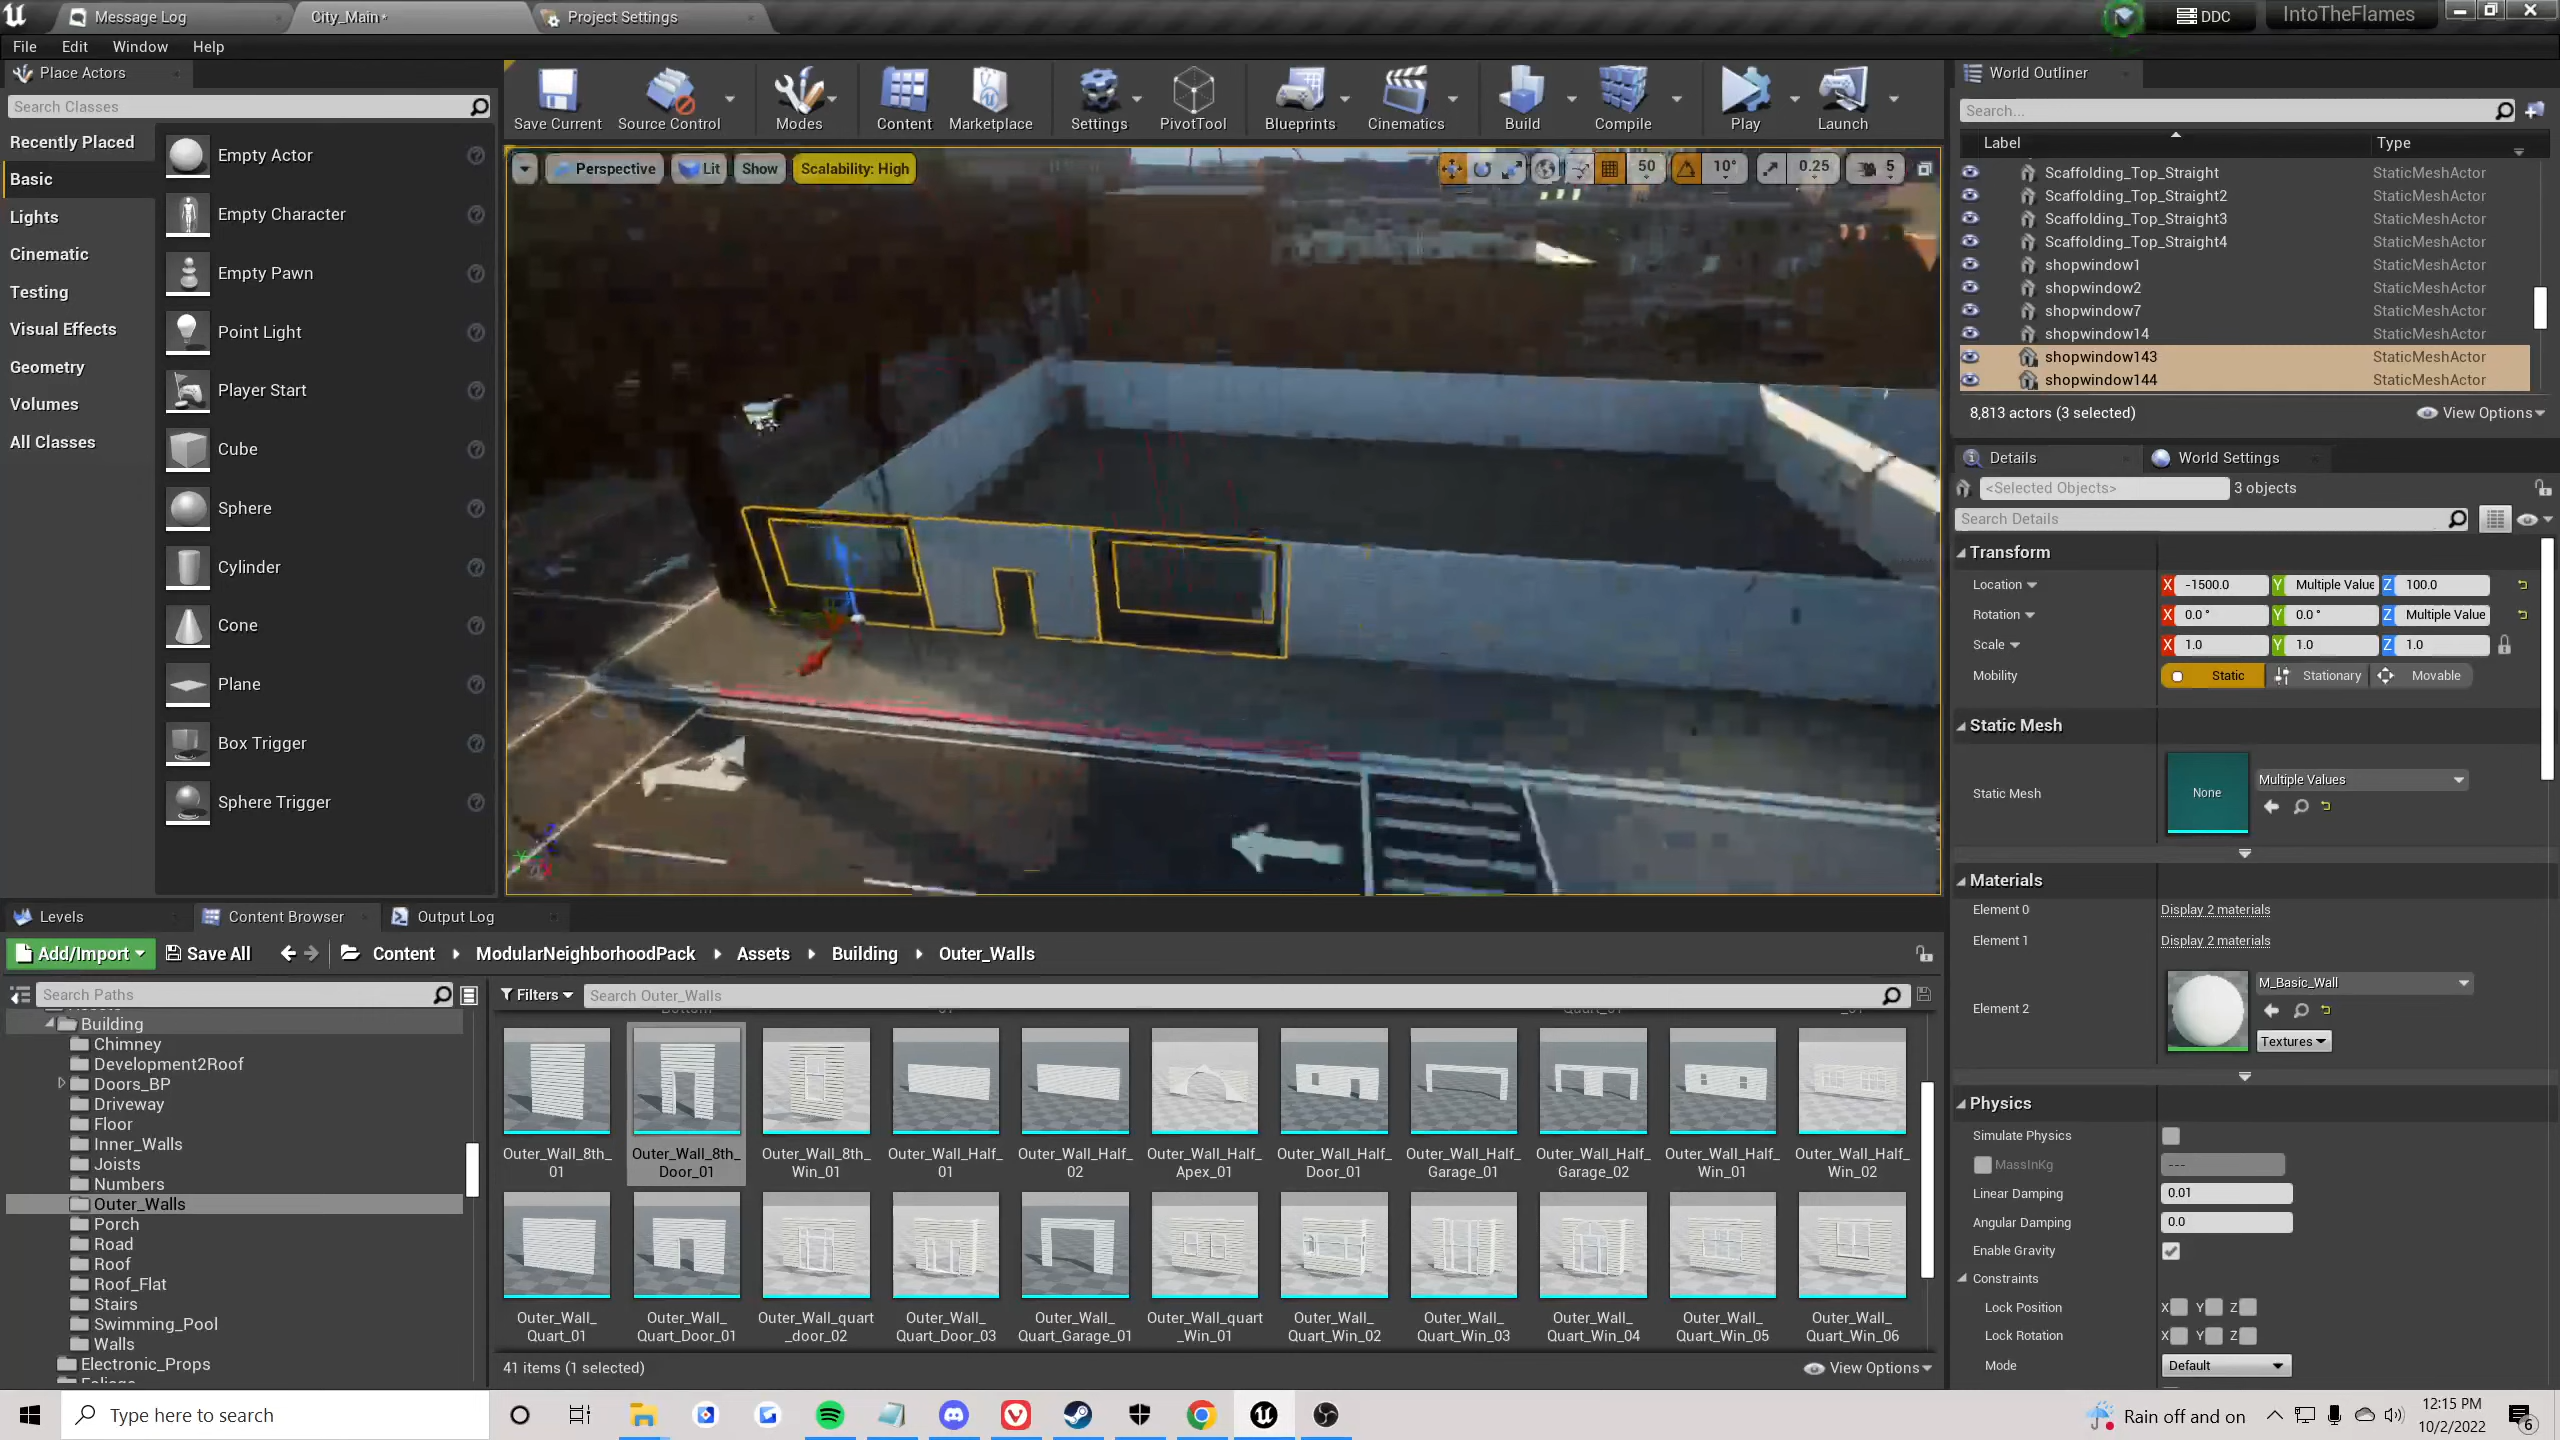 Message Log
City_Main*
Project Settings
DDC
IntoTheFlames
File
Edit
Window
Help
Place Actors
Search Classes
Recently Placed
Basic
Lights
Cinematic
Testing
Visual Effects
Geometry
Volumes
All Classes
Empty Actor
Empty Character
Empty Pawn
Point Light
Player Start
Cube
Sphere
Cylinder
Cone
Plane
Box Trigger
Sphere Trigger
Save Current
Source Control
Modes
Content
Marketplace
Settings
PivotTool
Blueprints
Cinematics
Build
Compile
Play
Launch
Perspective
Lit
Show
Scalability: High
50
10°
0.25
5
World Outliner
Search...
Label
Type
Scaffolding_Top_Straight StaticMeshActor
Scaffolding_Top_Straight2 StaticMeshActor
Scaffolding_Top_Straight3 StaticMeshActor
Scaffolding_Top_Straight4 StaticMeshActor
shopwindow1 StaticMeshActor
shopwindow2 StaticMeshActor
shopwindow7 StaticMeshActor
shopwindow14 StaticMeshActor
shopwindow143 StaticMeshActor
shopwindow144 StaticMeshActor
8,813 actors (3 selected)
View Options
Details
World Settings
<Selected Objects>
3 objects
Search Details
Transform
Location X -1500.0 Y Multiple Value Z 100.0
Rotation X 0.0 ° Y 0.0 ° Z Multiple Value
Scale X 1.0 Y 1.0 Z 1.0
Mobility Static Stationary Movable
Static Mesh
Static Mesh None Multiple Values
Materials
Element 0 Display 2 materials
Element 1 Display 2 materials
Element 2 M_Basic_Wall
Textures
Physics
Simulate Physics
MassInKg ---
Linear Damping 0.01
Angular Damping 0.0
Enable Gravity
Constraints
Lock Position X Y Z
Lock Rotation X Y Z
Mode Default
Levels
Content Browser
Output Log
Add/Import
Save All
Content
ModularNeighborhoodPack
Assets
Building
Outer_Walls
Search Paths
Filters
Search Outer_Walls
Building
Chimney
Development2Roof
Doors_BP
Driveway
Floor
Inner_Walls
Joists
Numbers
Outer_Walls
Porch
Road
Roof
Roof_Flat
Stairs
Swimming_Pool
Walls
Electronic_Props
Outer_Wall_8th_
01
Outer_Wall_8th_
Door_01
Outer_Wall_8th_
Win_01
Outer_Wall_Half_
01
Outer_Wall_Half_
02
Outer_Wall_Half_
Apex_01
Outer_Wall_Half_
Door_01
Outer_Wall_Half_
Garage_01
Outer_Wall_Half_
Garage_02
Outer_Wall_Half_
Win_01
Outer_Wall_Half_
Win_02
Outer_Wall_
Quart_01
Outer_Wall_
Quart_Door_01
Outer_Wall_quart
_door_02
Outer_Wall_
Quart_Door_03
Outer_Wall_
Quart_Garage_01
Outer_Wall_quart
_Win_01
Outer_Wall_
Quart_Win_02
Outer_Wall_
Quart_Win_03
Outer_Wall_
Quart_Win_04
Outer_Wall_
Quart_Win_05
Outer_Wall_
Quart_Win_06
41 items (1 selected)
View Options
Type here to search
Rain off and on
12:15 PM
10/2/2022
6